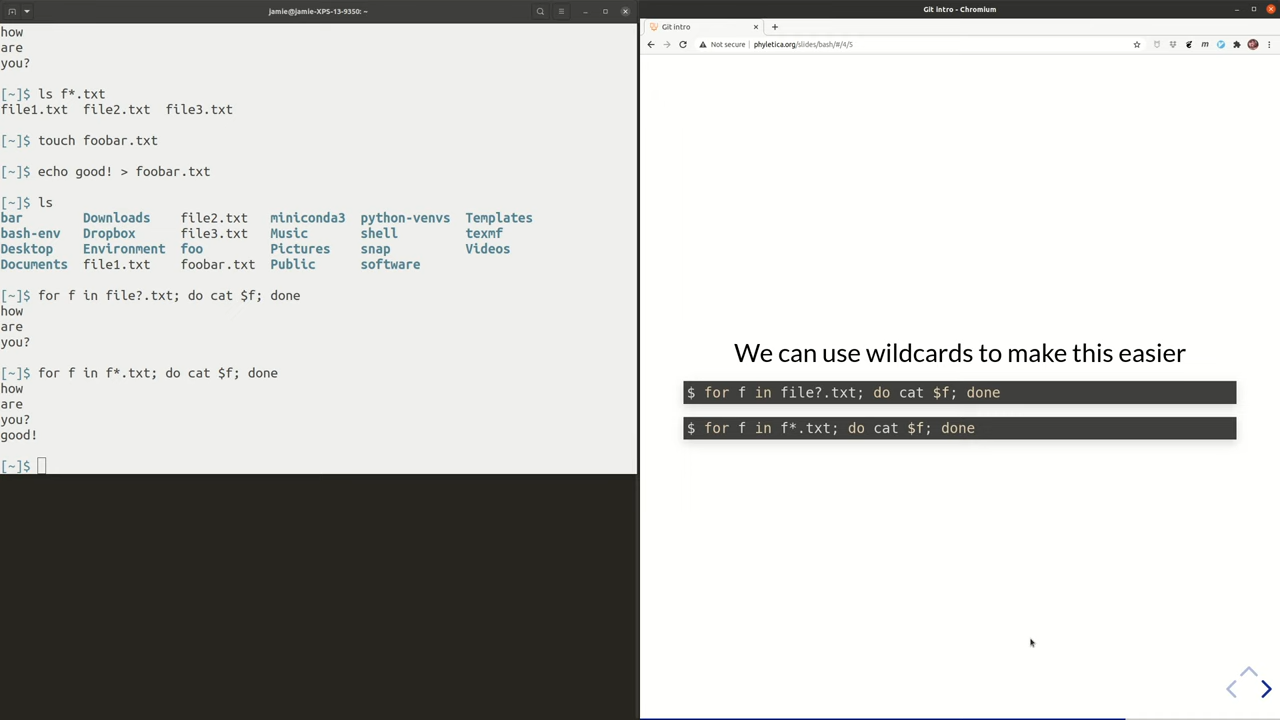 jamie@jamie-XPS-13-9350: ~
how
are
you?
[~]$ ls f*.txt
file1.txt  file2.txt  file3.txt
[~]$ touch foobar.txt
[~]$ echo good! > foobar.txt
[~]$ ls
bar Downloads file2.txt miniconda3 python-venvs Templates
bash-env Dropbox file3.txt Music shell texmf
Desktop Environment foo Pictures snap Videos
Documents file1.txt foobar.txt Public software
[~]$ for f in file?.txt; do cat $f; done
how
are
you?
[~]$ for f in f*.txt; do cat $f; done
how
are
you?
good!
[~]$
Git intro - Chromium
Git intro
Not secure | phyletica.org/slides/bash/#/4/5
We can use wildcards to make this easier
$ for f in file?.txt; do cat $f; done
$ for f in f*.txt; do cat $f; done